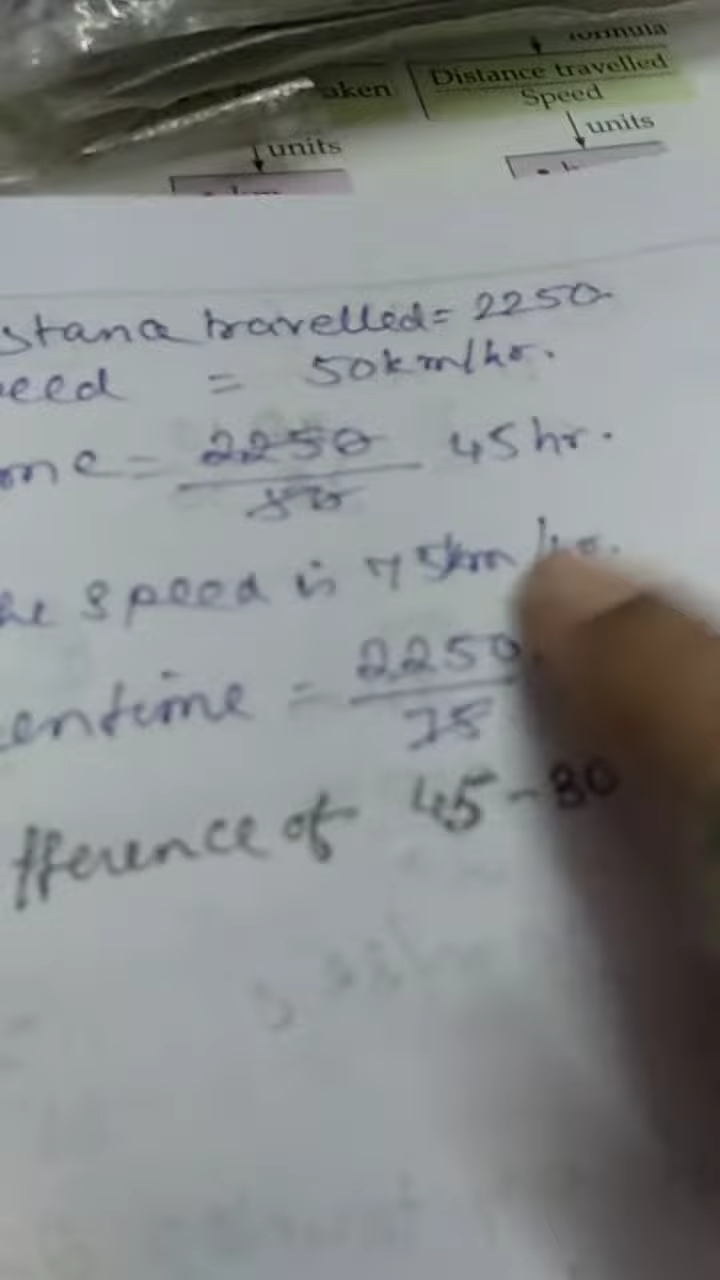 formula
aken Distance travelled
Speed
units units
stance travelled = 2250
eed = 50km/hr.
me = 2250/50 45hr.
he speed is 75km/hr.
en time = 2250/75
fference of 45-30